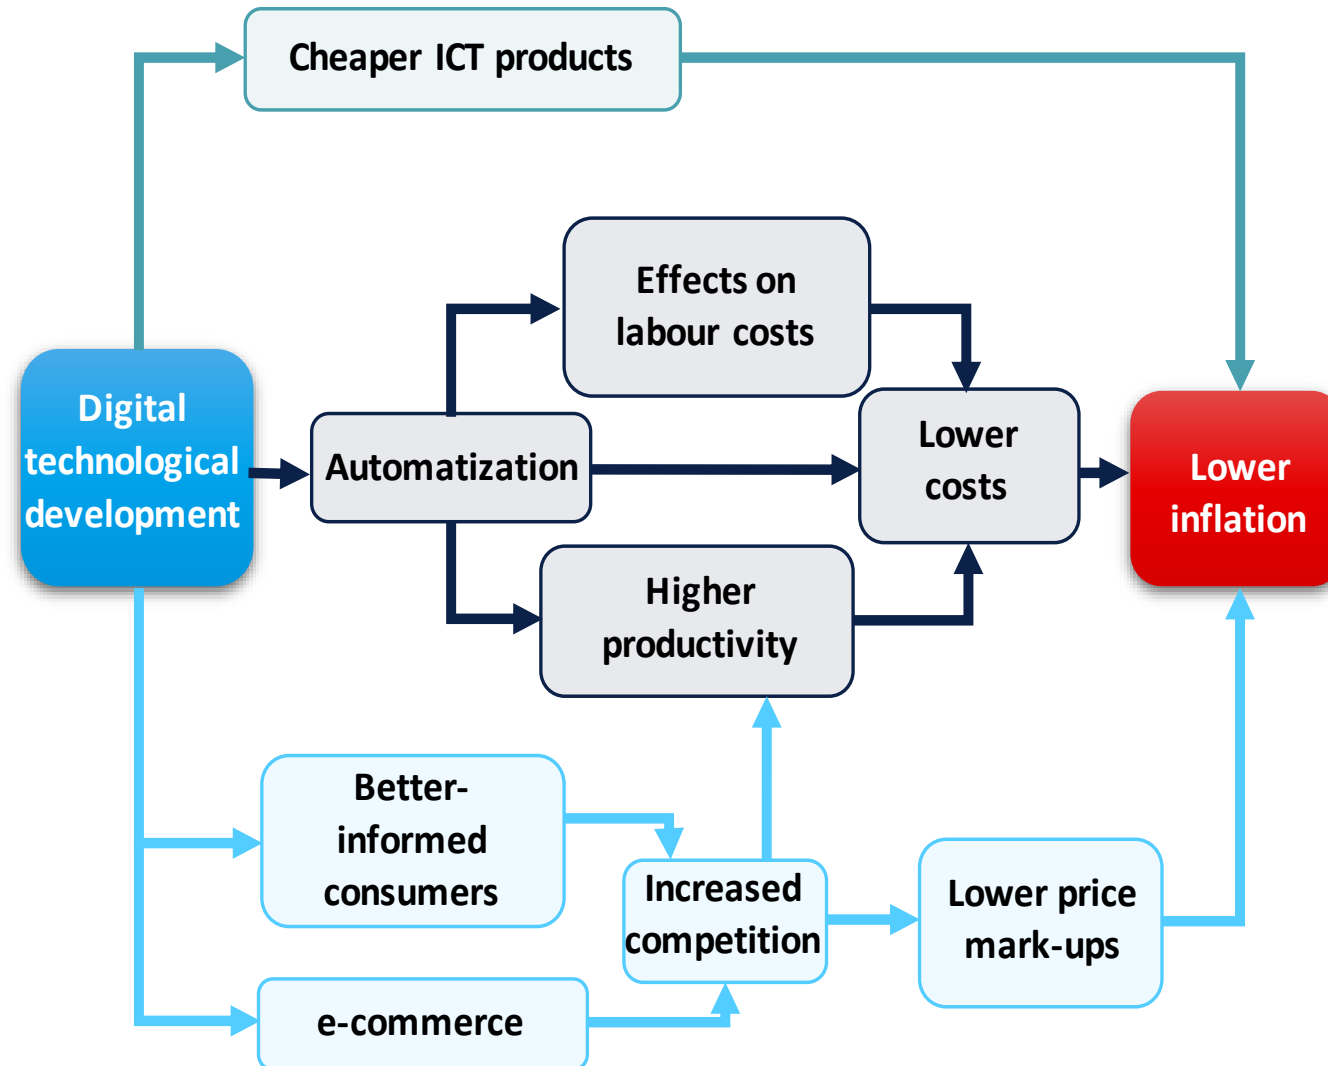 Cheaper ICT products
Effects on
labour costs
Digital
technological
development
Automatization
Lower
costs
Lower
inflation
Higher
productivity
Better-
informed
consumers
Increased
competition
Lower price
mark-ups
e-commerce